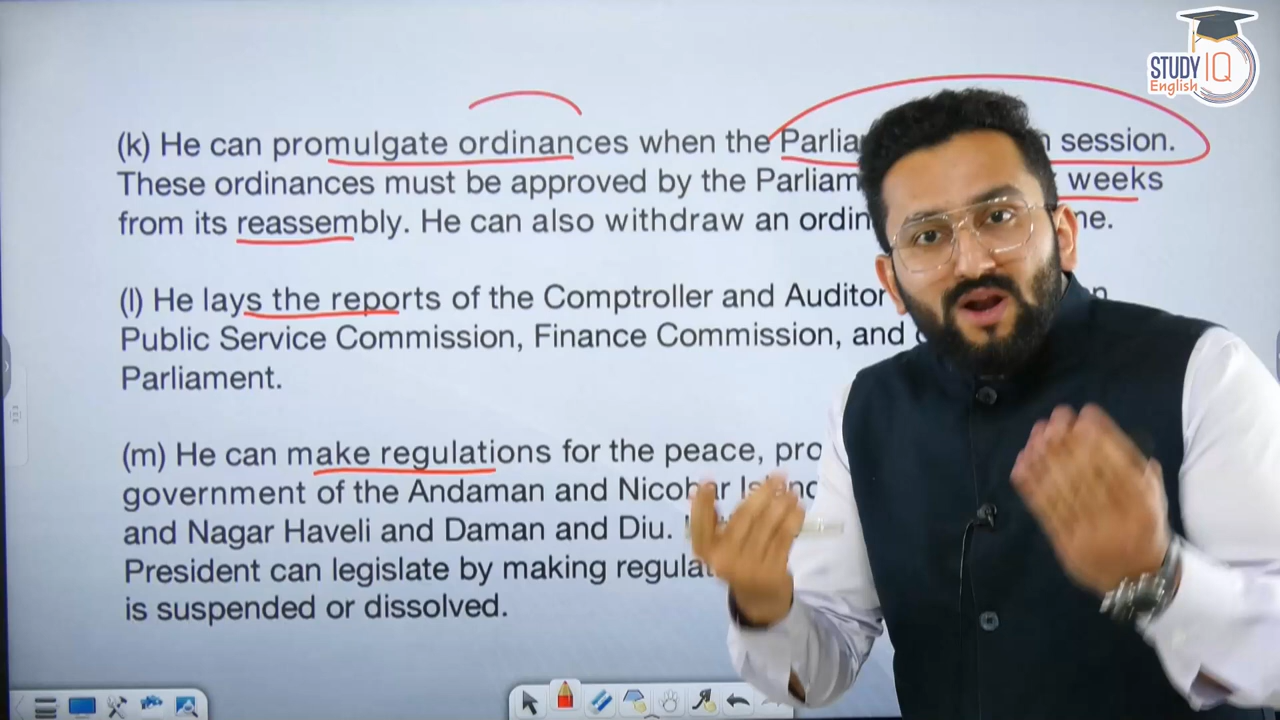 STUDY IQ
English
(k) He can promulgate ordinances when the Parlia session.
These ordinances must be approved by the Parliam weeks
from its reassembly. He can also withdraw an ordin me.
(l) He lays the reports of the Comptroller and Auditor
Public Service Commission, Finance Commission, and
Parliament.
(m) He can make regulations for the peace, pro
government of the Andaman and Nicobar
and Nagar Haveli and Daman and Diu.
President can legislate by making regulat
is suspended or dissolved.